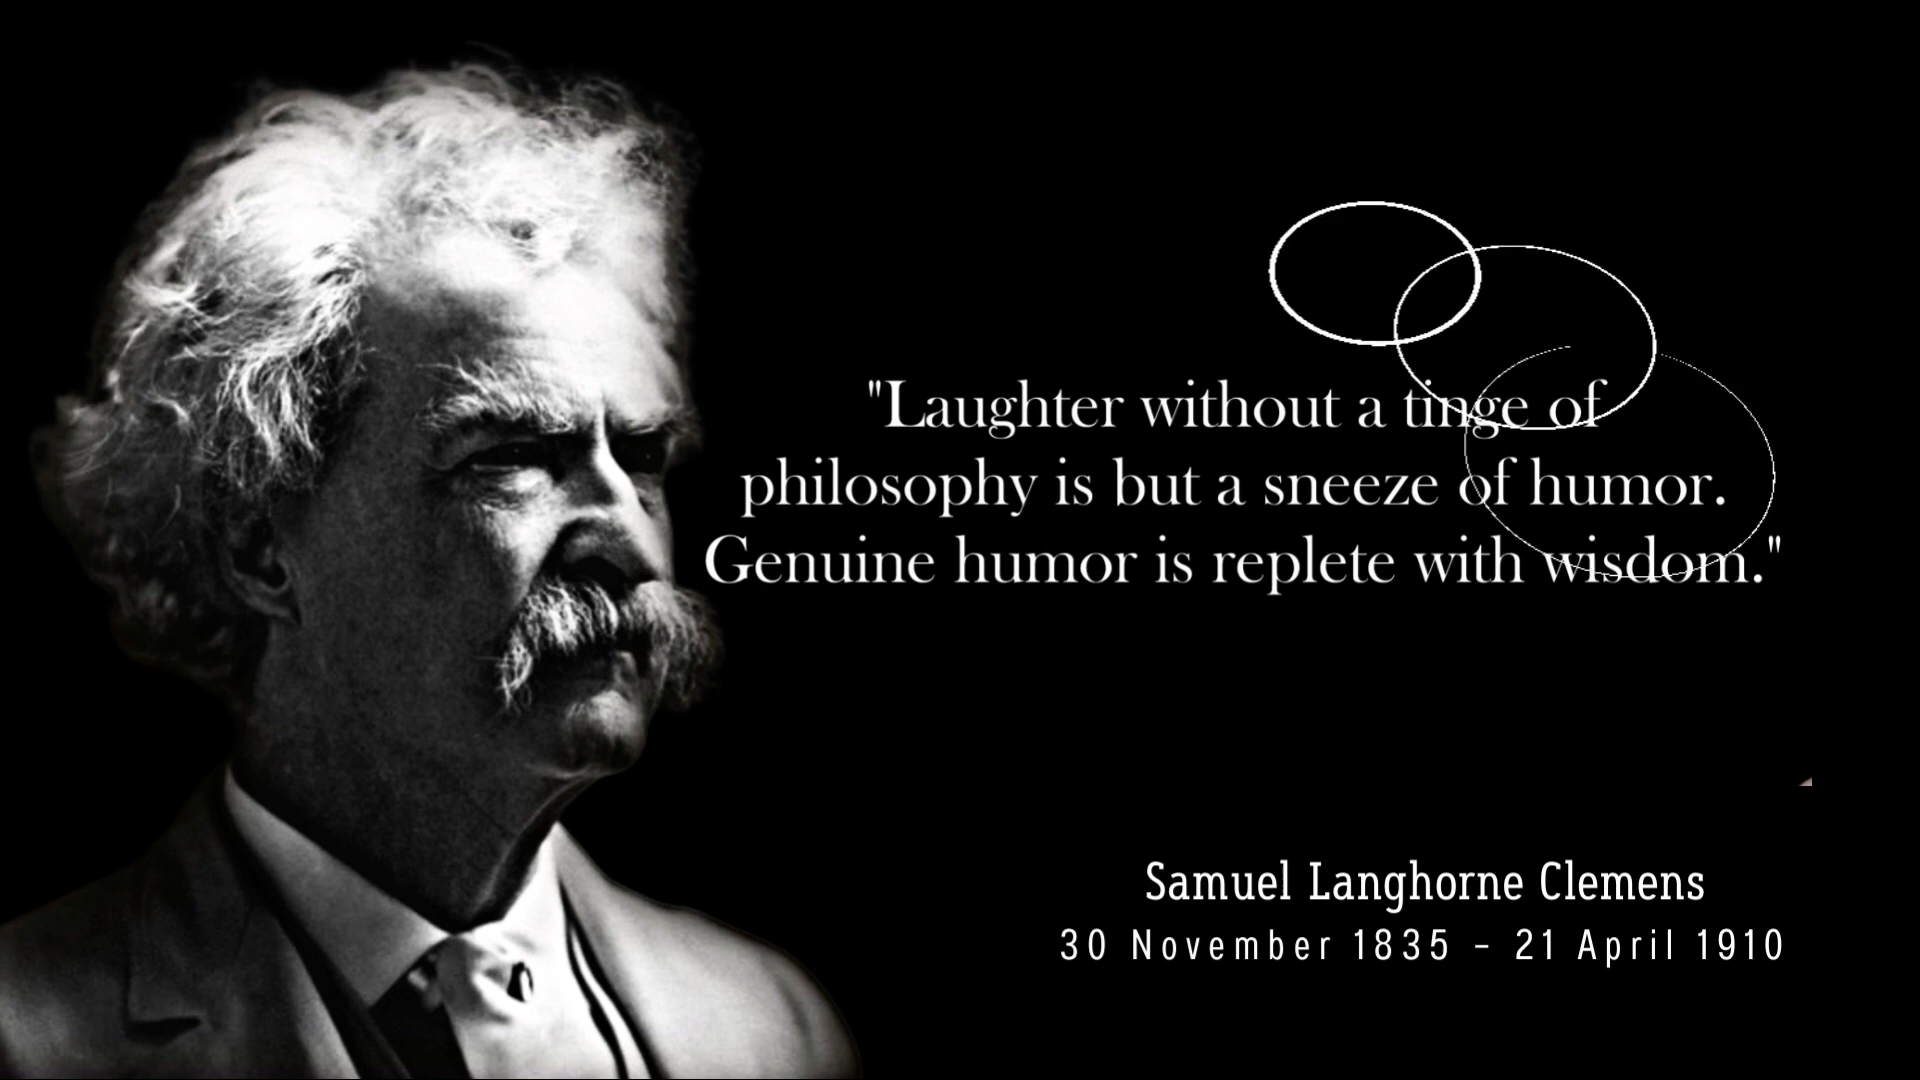 "Laughter without a tinge of
philosophy is but a sneeze of humor.
Genuine humor is replete with wisdom."
Samuel Langhorne Clemens
30 November 1835 – 21 April 1910